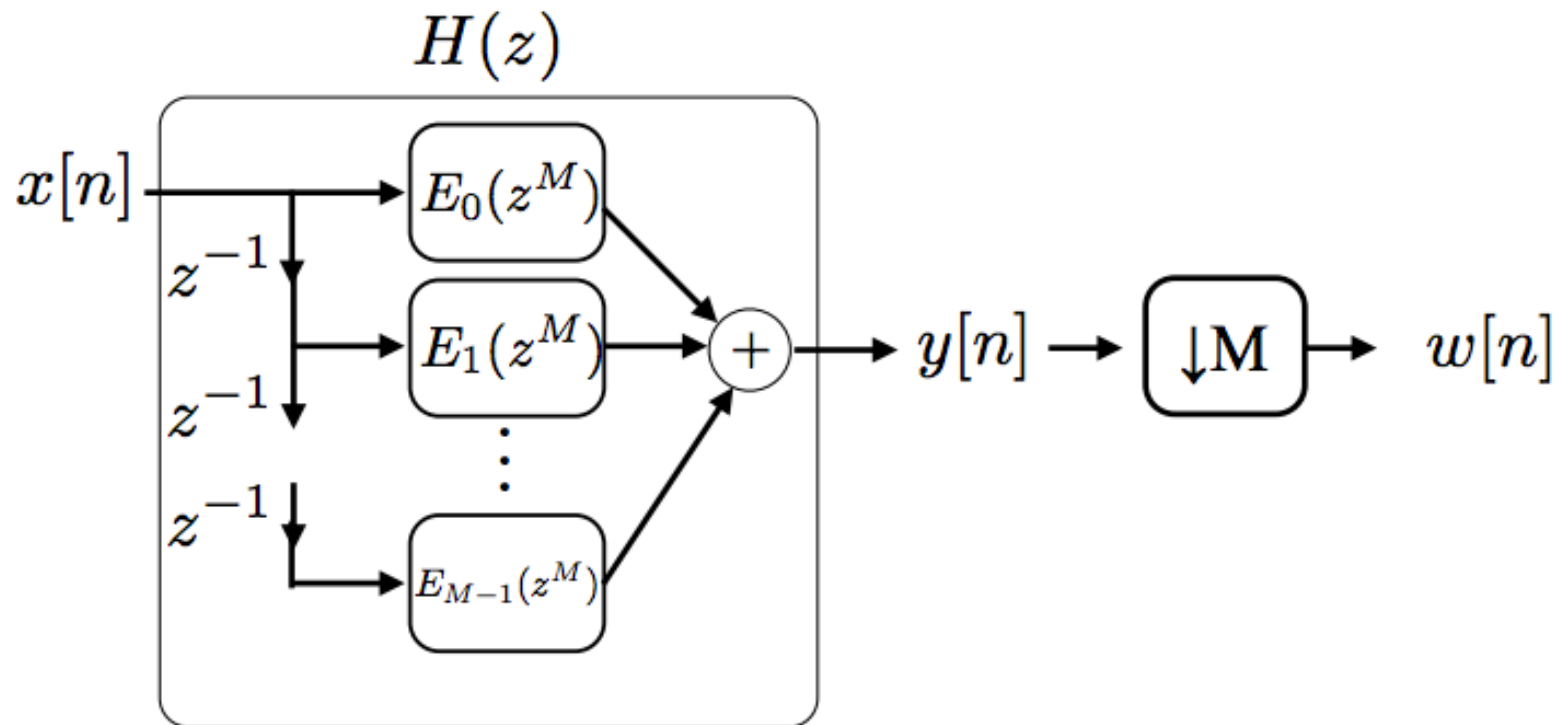 H(z)
x[n]
E_0(z^M)
z^{-1}
E_1(z^M)
+
y[n]
↓M
w[n]
z^{-1}
⋮
z^{-1}
E_{M-1}(z^M)